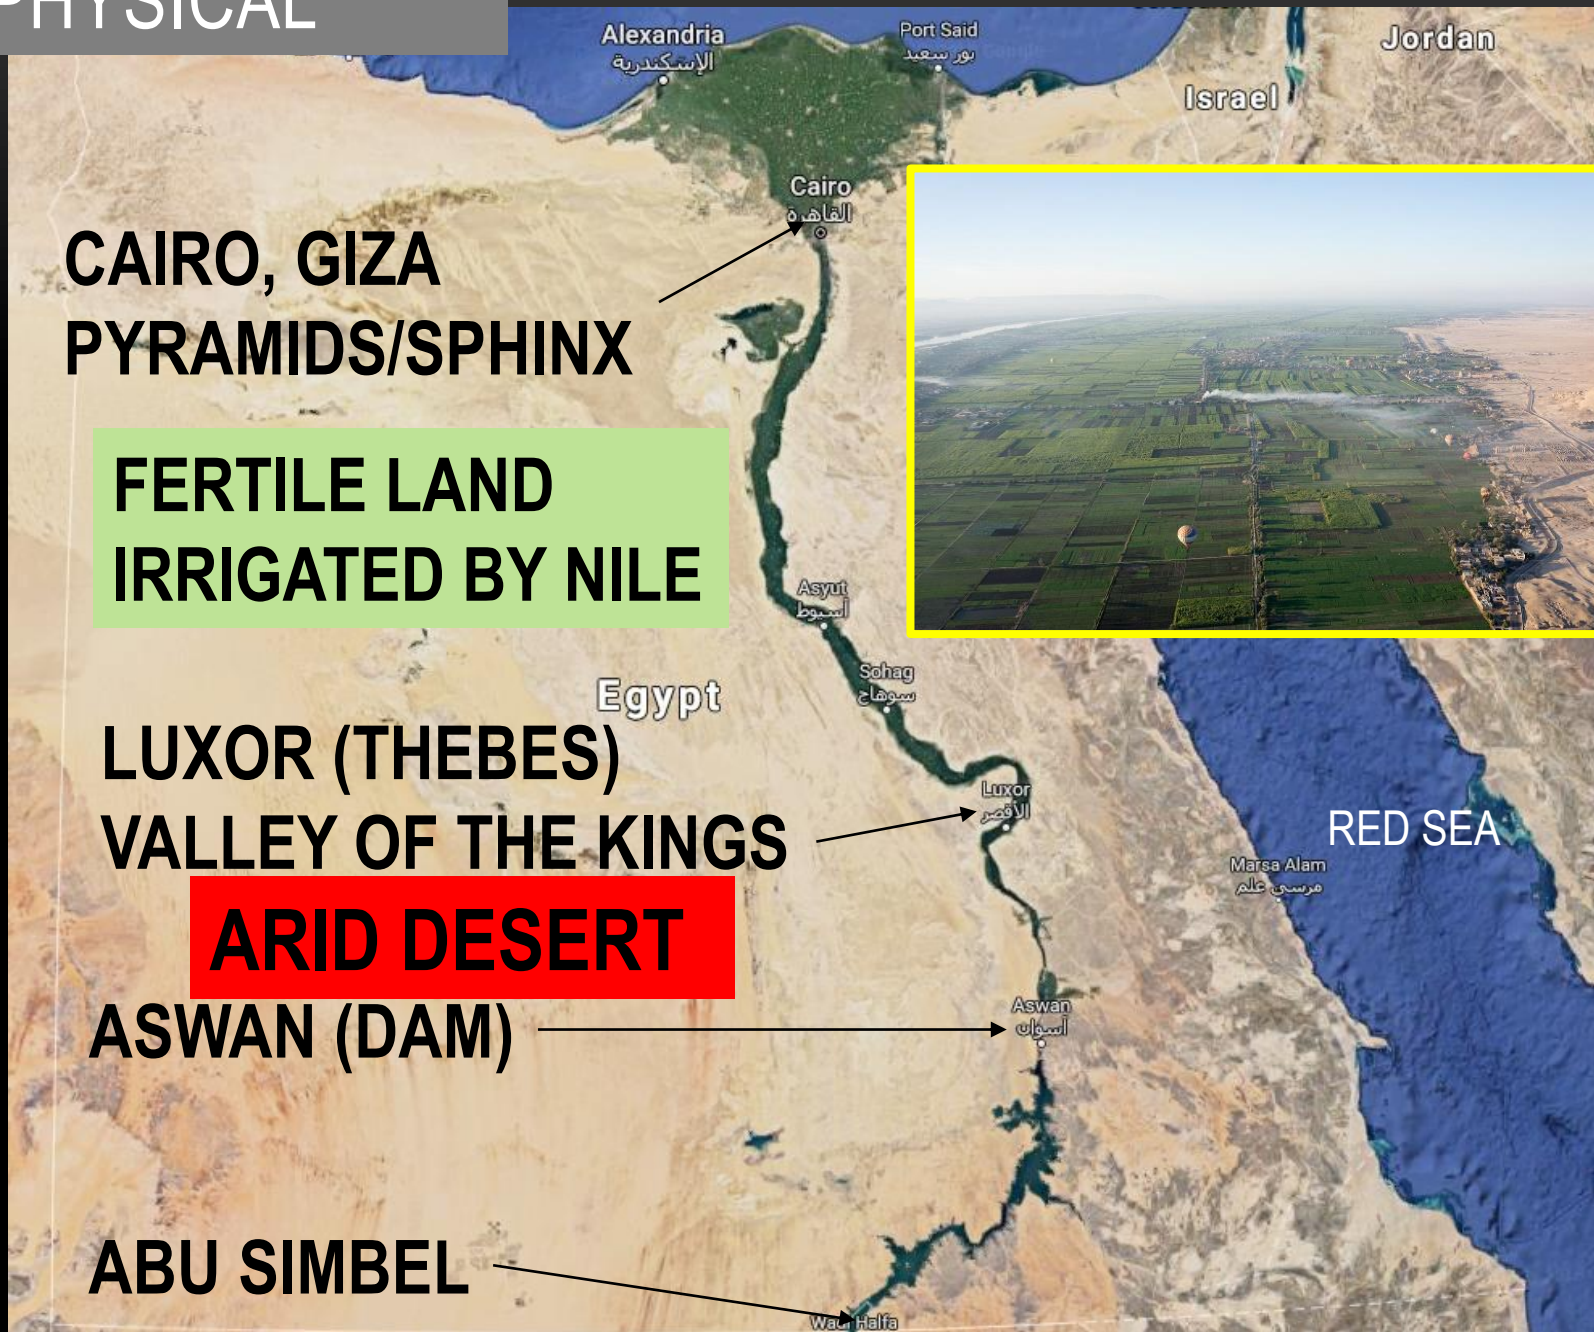 PHYSICAL
Alexandria
الإسكندرية
Port Said
بور سعيد
Jordan
Israel
Cairo
القاهرة
CAIRO, GIZA
PYRAMIDS/SPHINX
FERTILE LAND
IRRIGATED BY NILE
Asyut
أسيوط
Sohag
سوهاج
Egypt
LUXOR (THEBES)
VALLEY OF THE KINGS
Luxor
الأقصر
RED SEA
Marsa Alam
مرسى علم
ARID DESERT
ASWAN (DAM)
Aswan
أسوان
ABU SIMBEL
Wadi Halfa